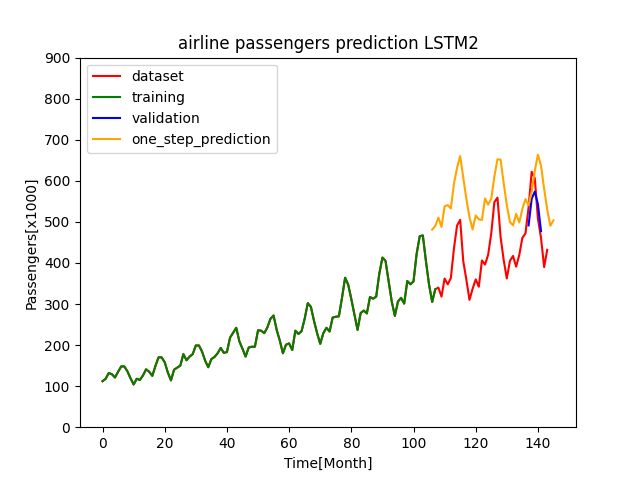 airline passengers prediction LSTM2
900
800
700
600
500
400
300
200
100
0
Passengers[x1000]
dataset
training
validation
one_step_prediction
0 20 40 60 80 100 120 140
Time[Month]